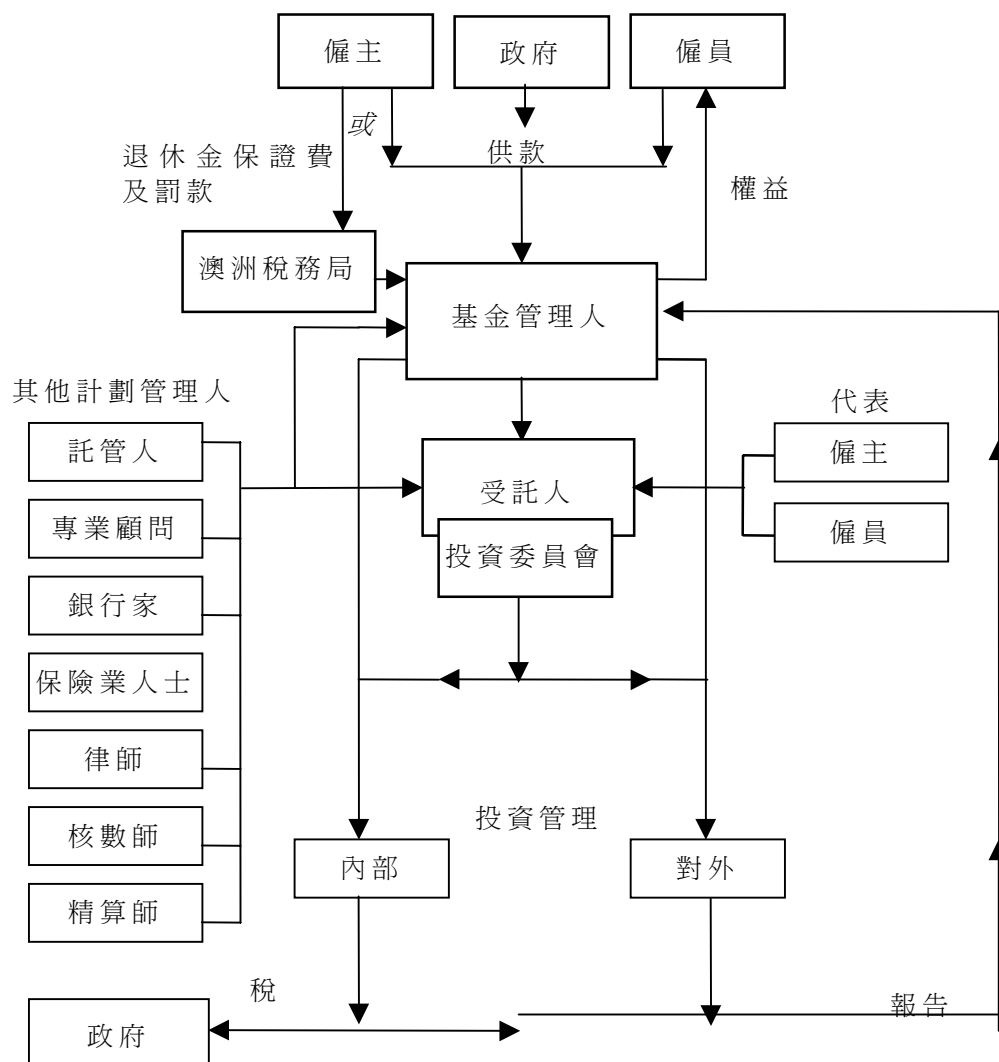 僱主
政府
僱員
或
退休金保證費
及罰款
供款
權益
澳洲稅務局
基金管理人
其他計劃管理人
代表
託管人
僱主
受託人
專業顧問
僱員
投資委員會
銀行家
保險業人士
律師
投資管理
核數師
內部
對外
精算師
稅
報告
政府